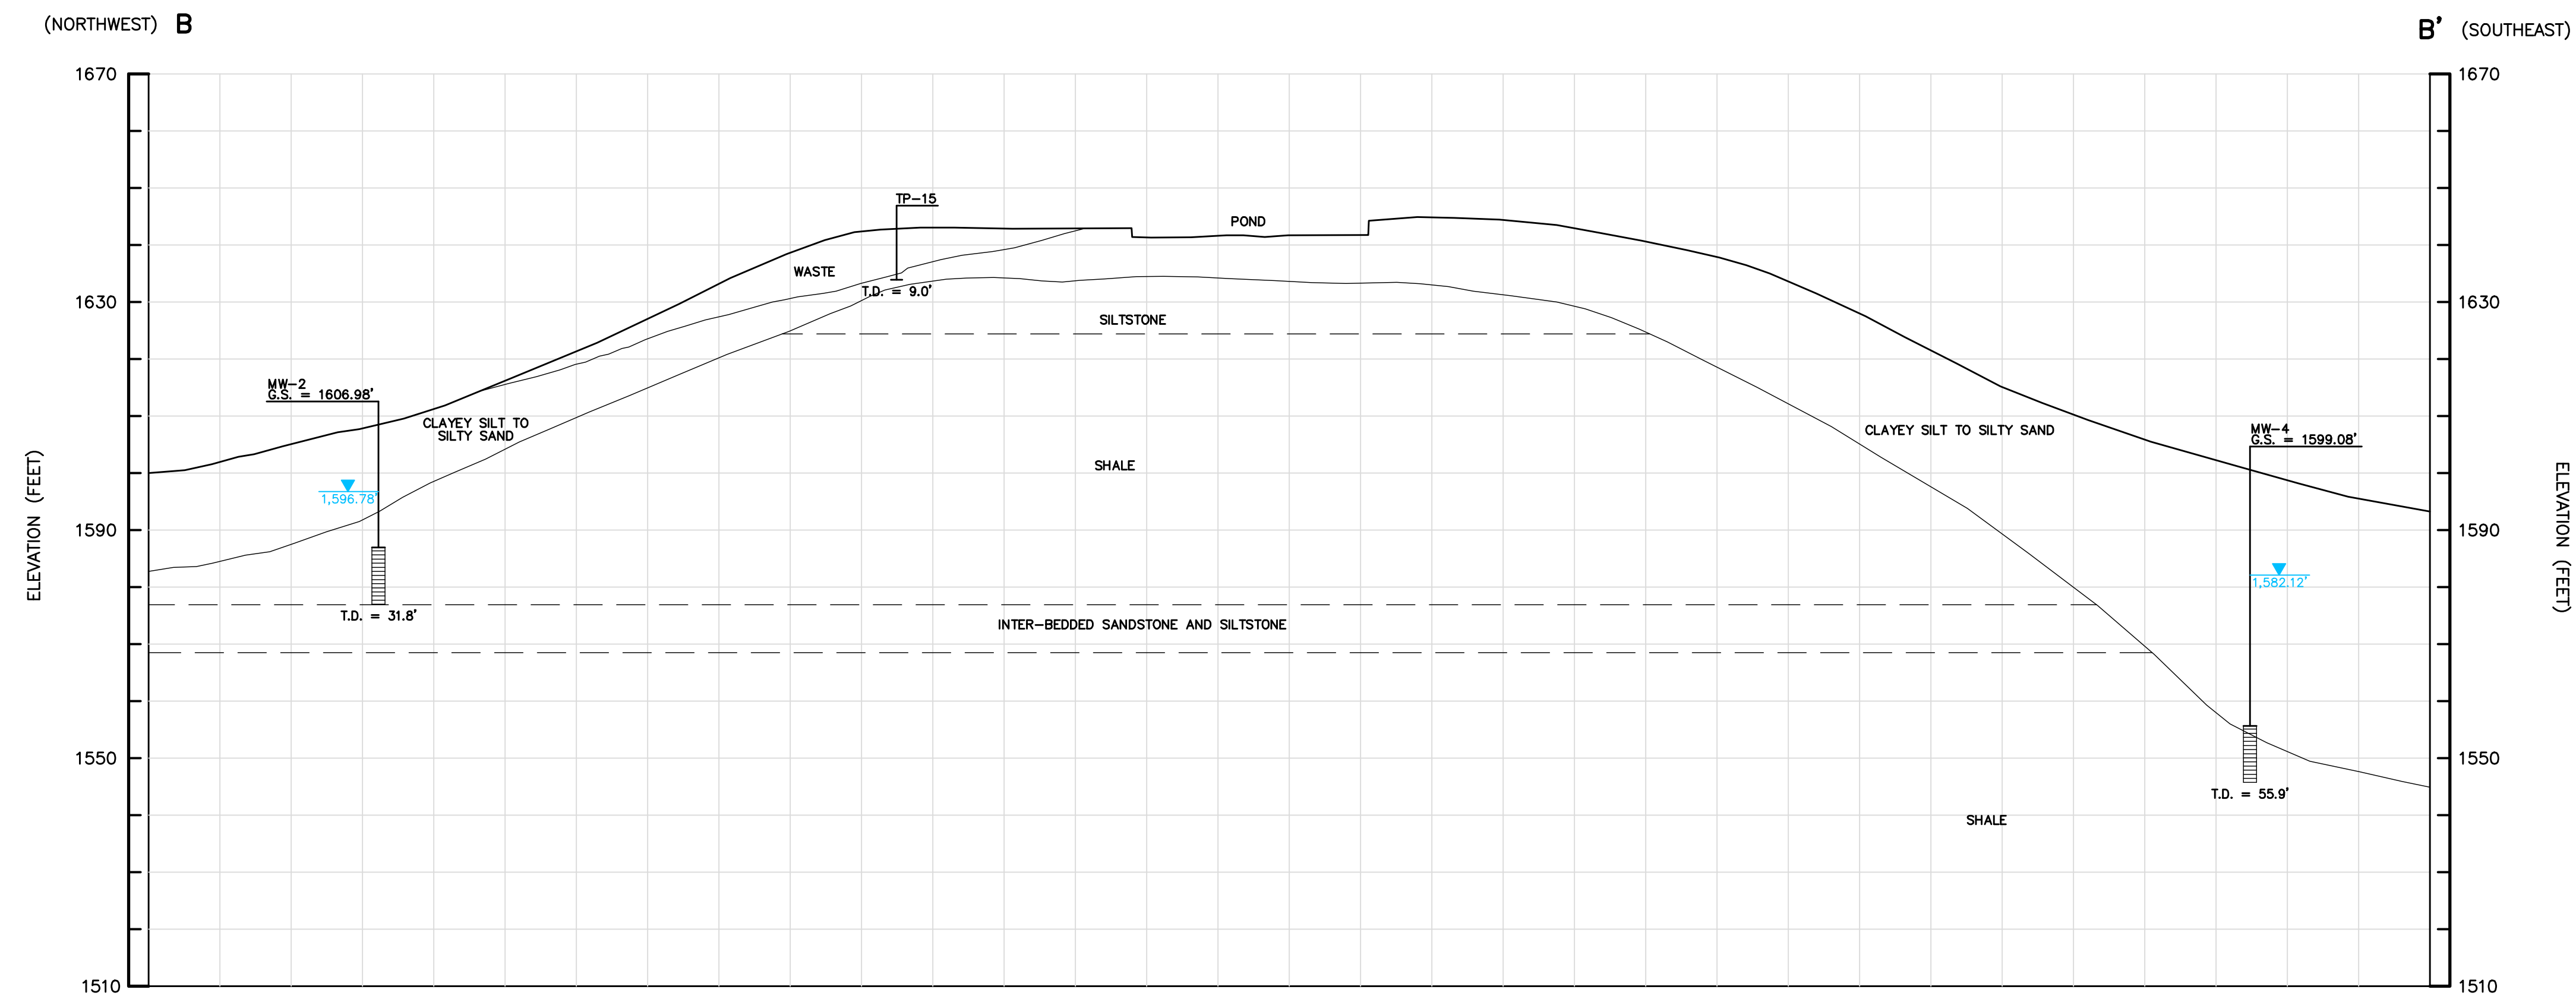 (NORTHWEST) B
B' (SOUTHEAST)
1670
1670
TP-15
POND
WASTE
1630
T.D. = 9.0'
1630
SILTSTONE
MW-2
G.S. = 1606.98'
CLAYEY SILT TO
SILTY SAND
CLAYEY SILT TO SILTY SAND
MW-4
G.S. = 1599.08'
SHALE
1,596.78'
ELEVATION (FEET)
1590
1590
ELEVATION (FEET)
1,582.12'
T.D. = 31.8'
INTER-BEDDED SANDSTONE AND SILTSTONE
1550
1550
T.D. = 55.9'
SHALE
1510
1510